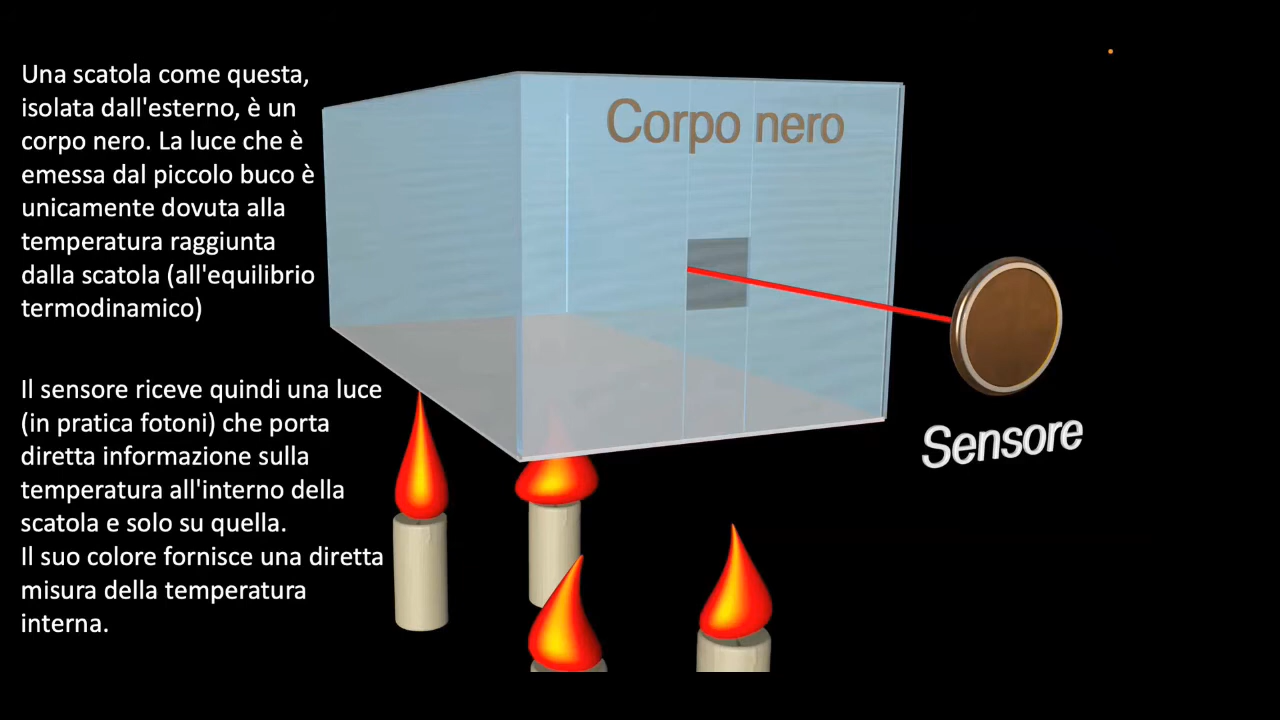 Una scatola come questa,
isolata dall'esterno, è un
corpo nero. La luce che è
emessa dal piccolo buco è
unicamente dovuta alla
temperatura raggiunta
dalla scatola (all'equilibrio
termodinamico)
Il sensore riceve quindi una luce
(in pratica fotoni) che porta
diretta informazione sulla
temperatura all'interno della
scatola e solo su quella.
Il suo colore fornisce una diretta
misura della temperatura
interna.
Corpo nero
Sensore